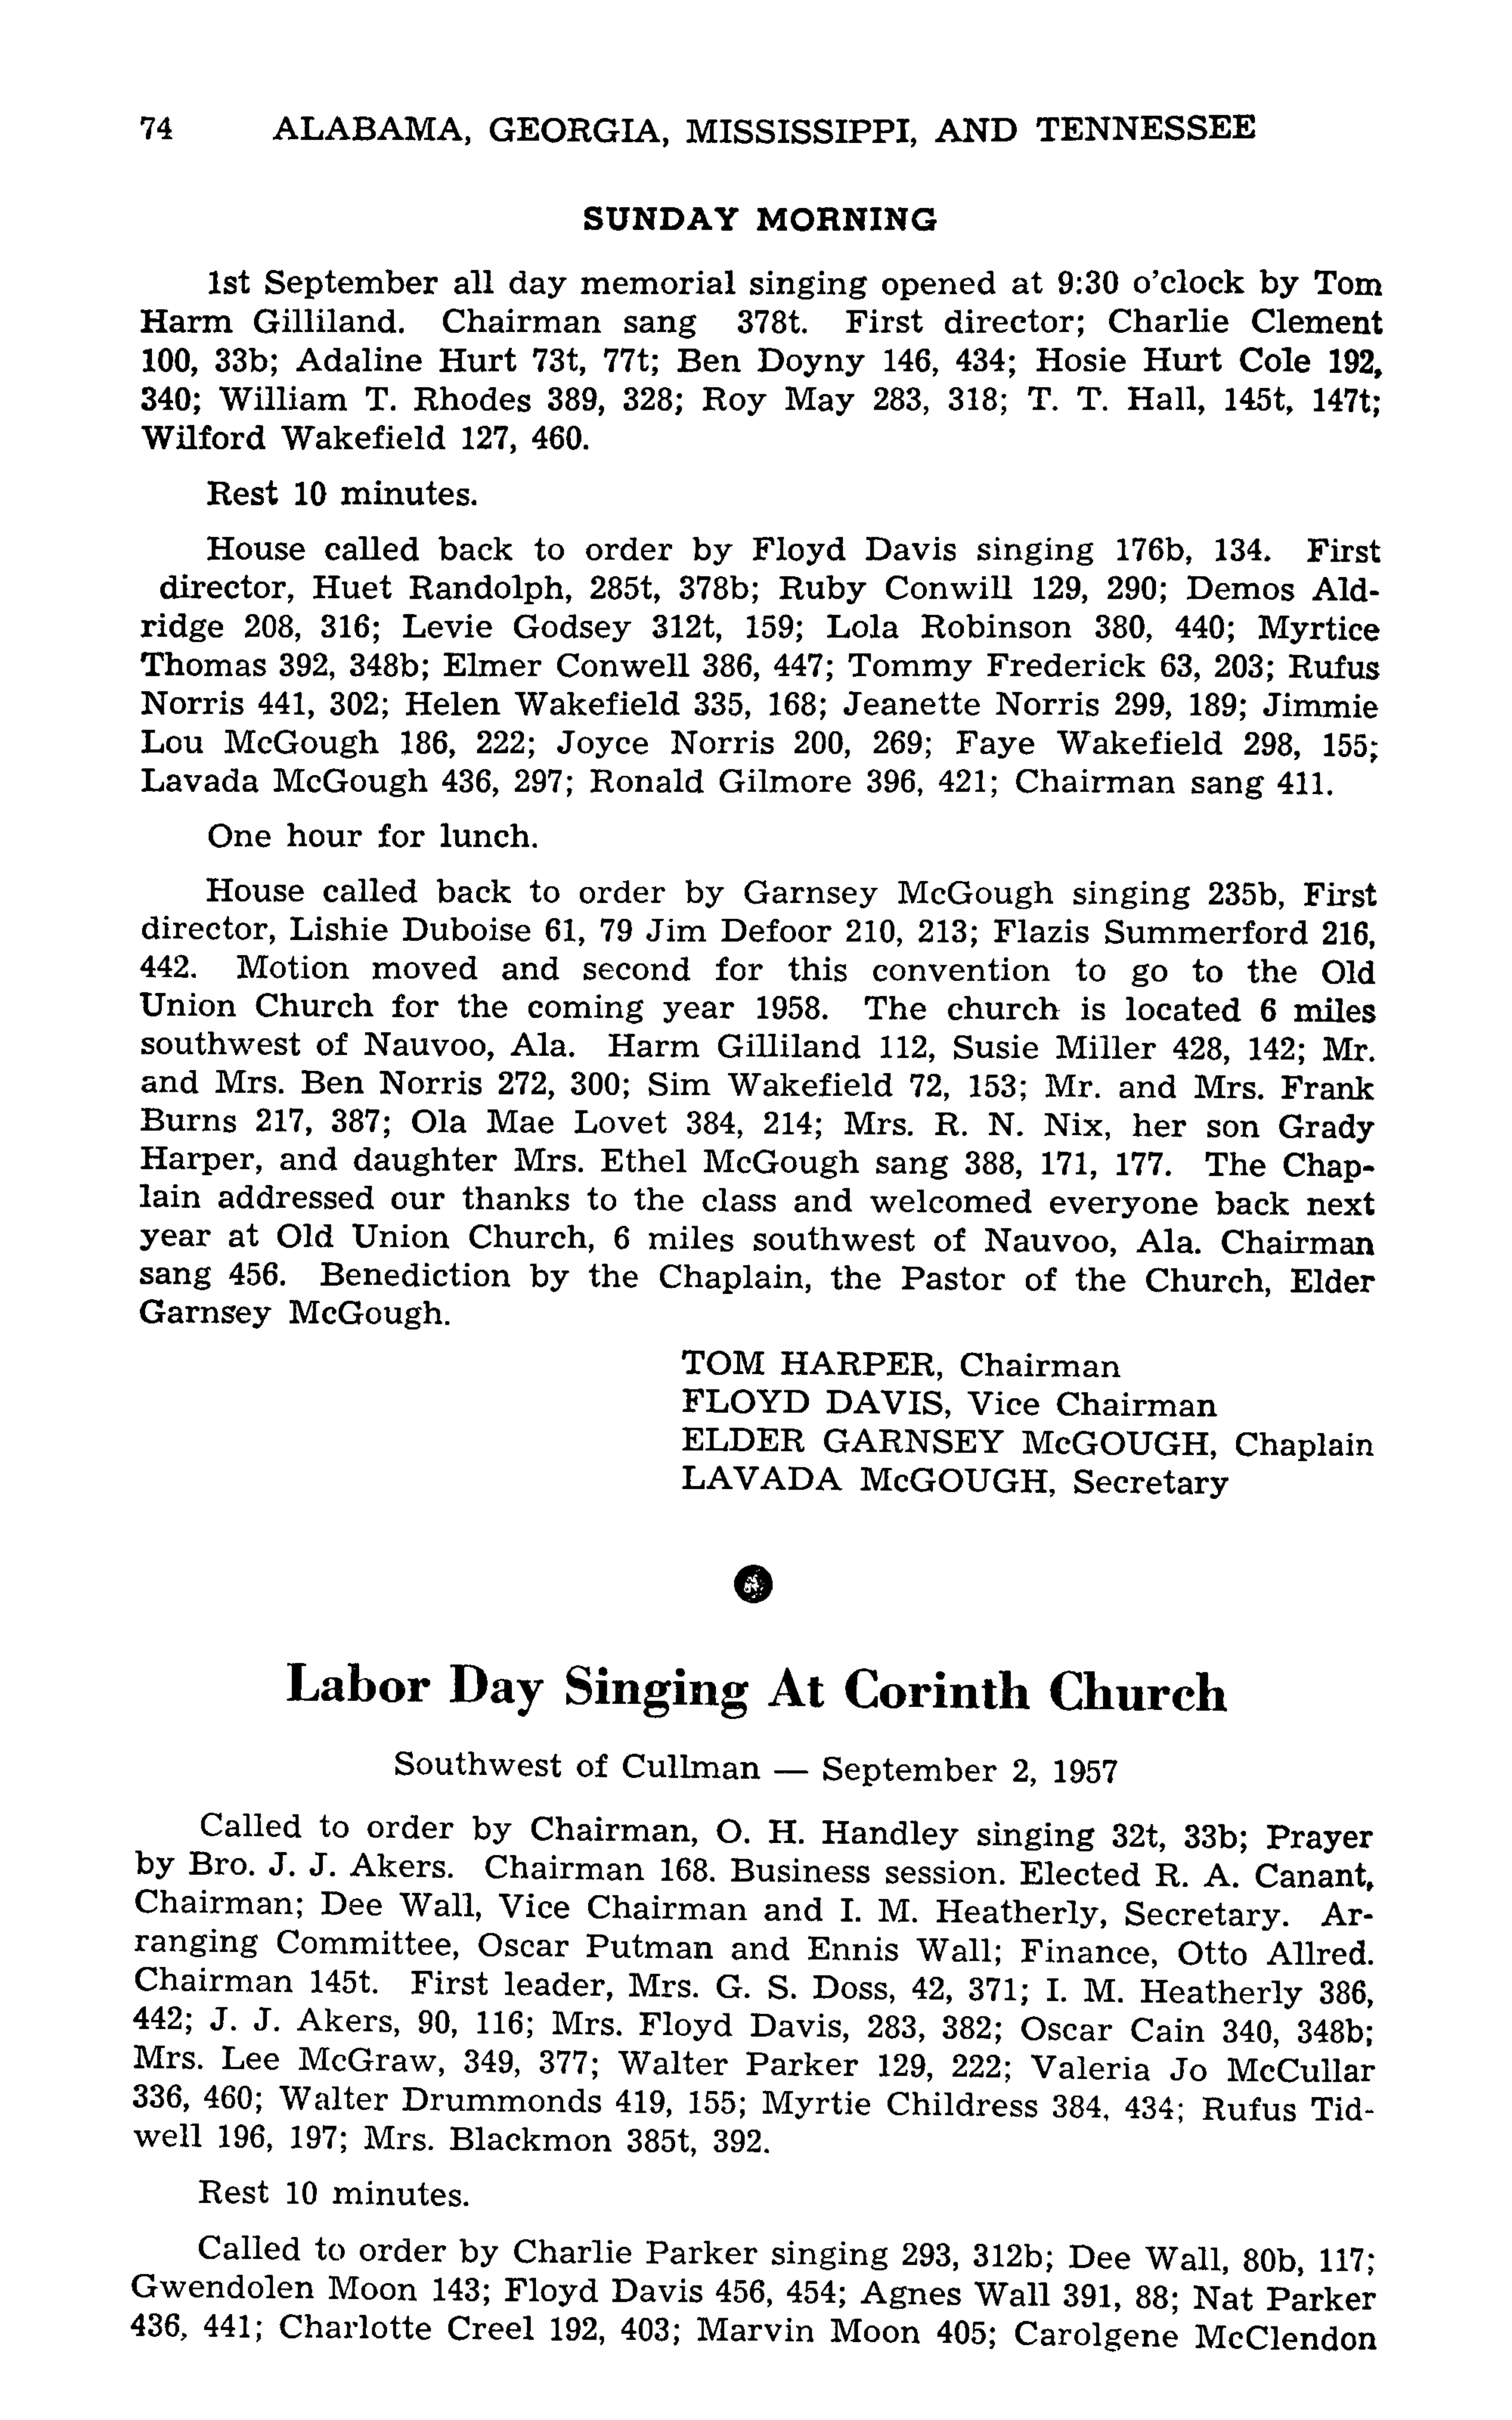 74 ALABAMA, GEORGIA, MISSISSIPPI, AND TENNESSEE
SUNDAY MORNING
1st September all day memorial singing opened at 9:30 o'clock by Tom
Harm Gilliland. Chairman sang 378t. First director; Charlie Clement
100, 33b; Adaline Hurt 73t, 77t; Ben Doyny 146, 434; Hosie Hurt Cole 192,
340; William T. Rhodes 389, 328; Roy May 283, 318; T. T. Hall, 145t, 147t;
Wilford Wakefield 127, 460.
Rest 10 minutes.
House called back to order by Floyd Davis singing 176b, 134. First
director, Huet Randolph, 285t, 378b; Ruby Conwill 129, 290; Demos Ald-
ridge 208, 316; Levie Godsey 312t, 159; Lola Robinson 380, 440; Myrtice
Thomas 392, 348b; Elmer Conwell 386, 447; Tommy Frederick 63, 203; Rufus
Norris 441, 302; Helen Wakefield 335, 168; Jeanette Norris 299, 189; Jimmie
Lou McGough 186, 222; Joyce Norris 200, 269; Faye Wakefield 298, 155;
Lavada McGough 436, 297; Ronald Gilmore 396, 421; Chairman sang 411.
One hour for lunch.
House called back to order by Garnsey McGough singing 235b, First
director, Lishie Duboise 61, 79 Jim Defoor 210, 213; Flazis Summerford 216,
442. Motion moved and second for this convention to go to the Old
Union Church for the coming year 1958. The church is located 6 miles
southwest of Nauvoo, Ala. Harm Gilliland 112, Susie Miller 428, 142; Mr.
and Mrs. Ben Norris 272, 300; Sim Wakefield 72, 153; Mr. and Mrs. Frank
Burns 217, 387; Ola Mae Lovet 384, 214; Mrs. R. N. Nix, her son Grady
Harper, and daughter Mrs. Ethel McGough sang 388, 171, 177. The Chap-
lain addressed our thanks to the class and welcomed everyone back next
year at Old Union Church, 6 miles southwest of Nauvoo, Ala. Chairman
sang 456. Benediction by the Chaplain, the Pastor of the Church, Elder
Garnsey McGough.
TOM HARPER, Chairman
FLOYD DAVIS, Vice Chairman
ELDER GARNSEY McGOUGH, Chaplain
LAVADA McGOUGH, Secretary
Labor Day Singing At Corinth Church
Southwest of Cullman — September 2, 1957
Called to order by Chairman, O. H. Handley singing 32t, 33b; Prayer
by Bro. J. J. Akers. Chairman 168. Business session. Elected R. A. Canant,
Chairman; Dee Wall, Vice Chairman and I. M. Heatherly, Secretary. Ar-
ranging Committee, Oscar Putman and Ennis Wall; Finance, Otto Allred.
Chairman 145t. First leader, Mrs. G. S. Doss, 42, 371; I. M. Heatherly 386,
442; J. J. Akers, 90, 116; Mrs. Floyd Davis, 283, 382; Oscar Cain 340, 348b;
Mrs. Lee McGraw, 349, 377; Walter Parker 129, 222; Valeria Jo McCullar
336, 460; Walter Drummonds 419, 155; Myrtie Childress 384, 434; Rufus Tid-
well 196, 197; Mrs. Blackmon 385t, 392.
Rest 10 minutes.
Called to order by Charlie Parker singing 293, 312b; Dee Wall, 80b, 117;
Gwendolen Moon 143; Floyd Davis 456, 454; Agnes Wall 391, 88; Nat Parker
436, 441; Charlotte Creel 192, 403; Marvin Moon 405; Carolgene McClendon